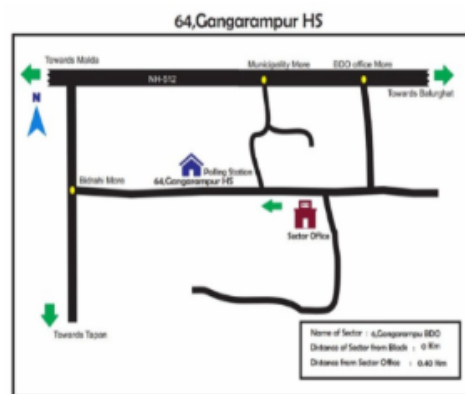 64,Gangarampur HS
Towards Malda
NH-512
Municipality More
BDO office More
Towards Balurghat
N
Bidrohi More
Polling Station
64,Gangarampur HS
Sector Office
Towards Tapan
Name of Sector : 6,Gangarampu BDO
Distance of Sector from Block : 0 Km
Distance from Sector Office : 0.40 Km